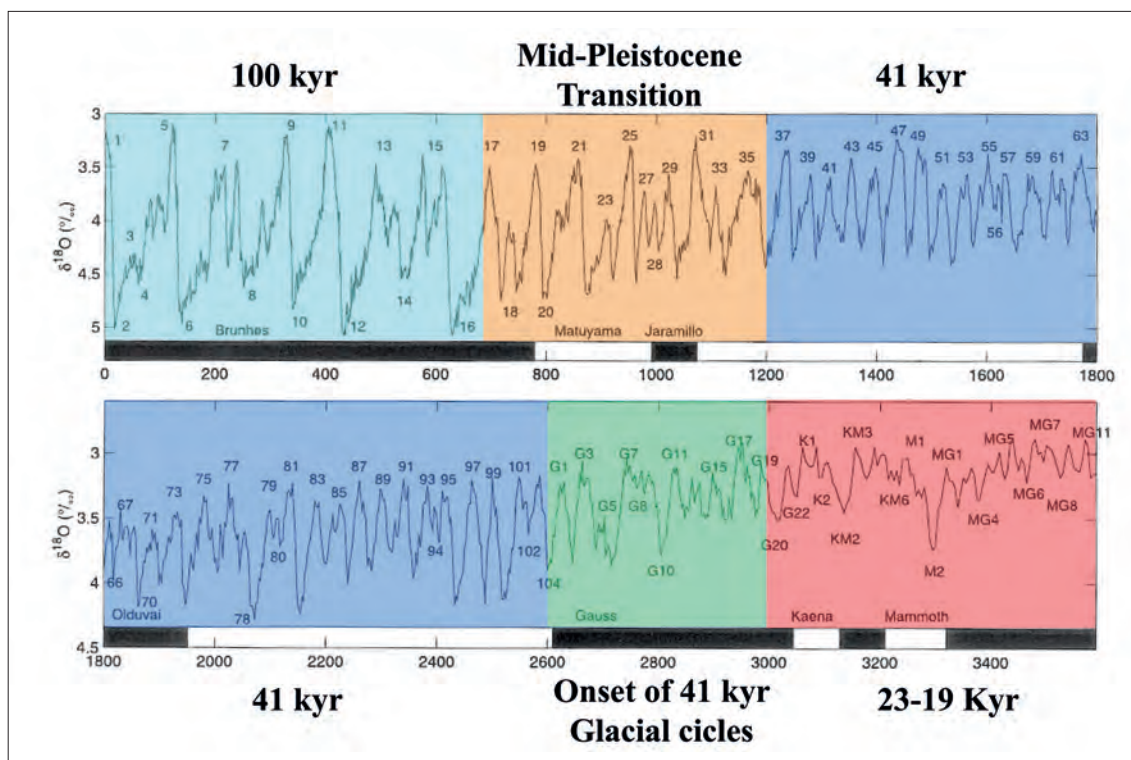 100 kyr
Mid-Pleistocene
Transition
41 kyr
3
3.5
4
4.5
5
δ18O (‰)
1 5 7 9 11 13 15 17 19 21 25 31 37 47 49 63
3 23 27 29 33 35 39 41 43 45 51 53 55 57 59 61
2 4 6 8 10 12 14 16 18 20 28 56
Brunhes Matuyama Jaramillo
0 200 400 600 800 1000 1200 1400 1600 1800
3
3.5
4
4.5
δ18O (‰)
67 71 73 75 77 79 81 83 85 87 89 91 93 95 97 99 101 G1 G3 G7 G11 G15 G17 G19 K1 KM3 M1 MG1 MG5 MG7 MG11
66 70 78 80 94 102 104 G5 G8 G10 G20 G22 K2 KM2 KM6 M2 MG4 MG6 MG8
Olduvai Gauss Kaena Mammoth
1800 2000 2200 2400 2600 2800 3000 3200 3400
41 kyr
Onset of 41 kyr
Glacial cicles
23-19 Kyr